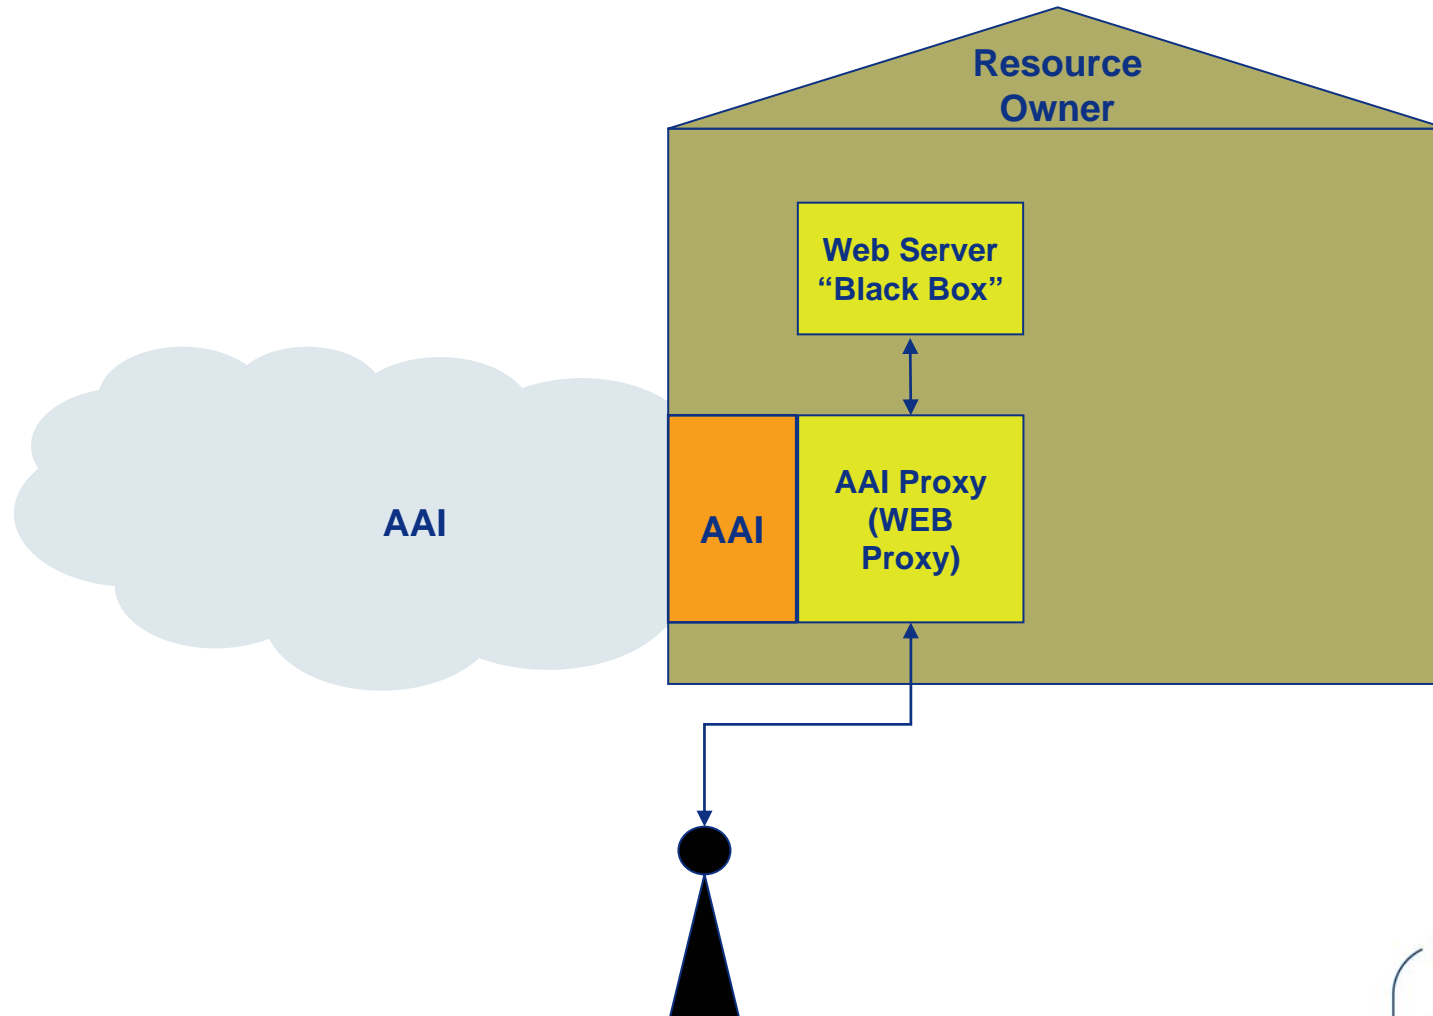 Resource
Owner
Web Server
“Black Box”
AAI
AAI
AAI Proxy
(WEB
Proxy)